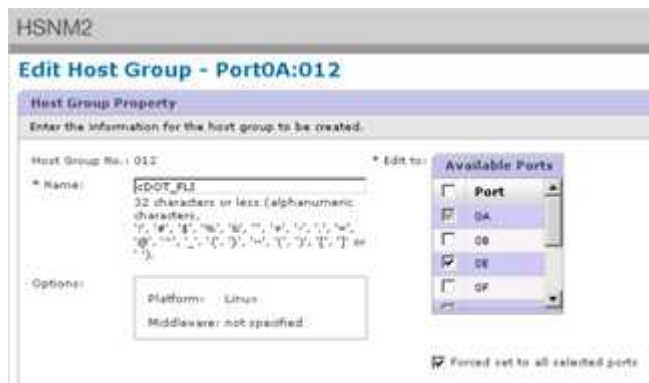 HSNM2
Edit Host Group - Port0A:012
Host Group Property
Enter the information for the host group to be created.
Host Group No.: 012
* Name:
cDOT_FLI
32 characters or less (alphanumeric
characters,
or
Options:
Platform: Linux
Middleware: not specified
* Edit to:
Available Ports
Port
0A
0B
0E
0F
Forced set to all selected ports